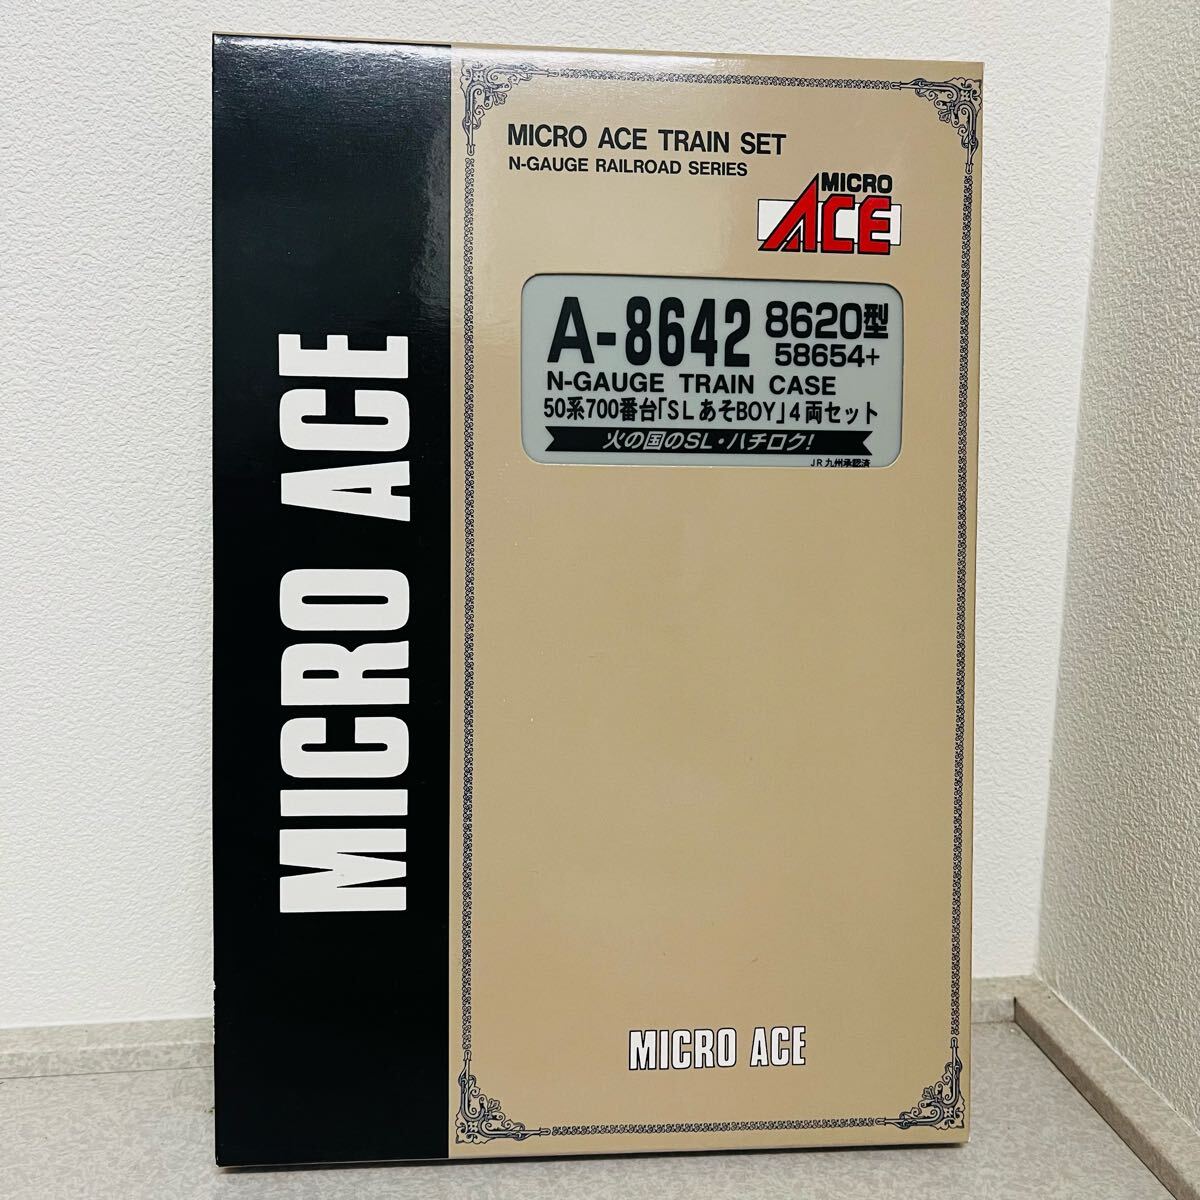 MICRO ACE
MICRO ACE TRAIN SET
N-GAUGE RAILROAD SERIES
MICRO
ACE
A-8642 8620型
58654+
N-GAUGE TRAIN CASE
50系700番台「SLあそBOY」4両セット
火の国のSL・ハチロク!
JR九州承認済
MICRO ACE